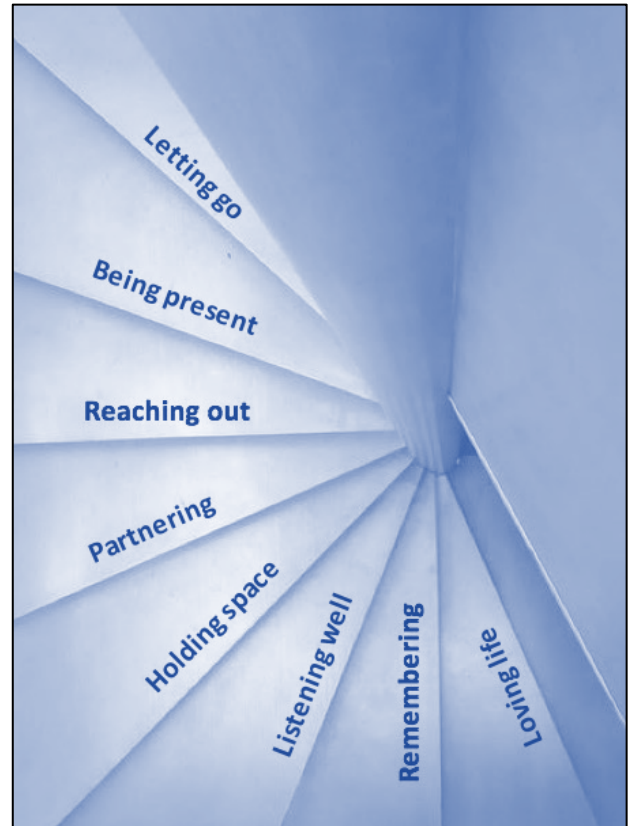 Letting go
Being present
Reaching out
Partnering
Holding space
Listening well
Remembering
Loving life